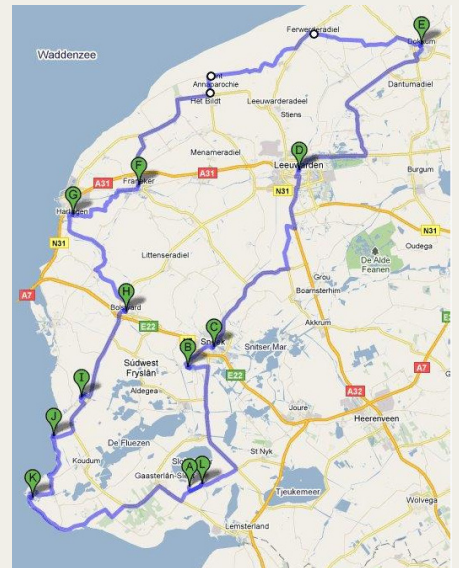 Waddenzee
Ferwerderadiel
E
Dokkum
Annaparochie
Het Bildt
Leeuwarderadeel
Dantumadiel
Stiens
Menameradiel
D
Leeuwarden
F
A31
Franeker
A31
Burgum
G
Harlingen
N31
N31
Oudega
N31
Littenseradiel
De Alde
Feanen
Grou
Boarnsterhim
A7
H
Bolsward
E22
C
Sneek
Akkrum
B
Snitser Mar
Súdwest
Fryslân
E22
A7
I
Aldegea
A32
Joure
Heerenveen
J
De Fluezen
Koudum
St Nyk
A
L
Gaasterlân-Sleat
K
Tjeukemeer
Wolvega
Lemsterland